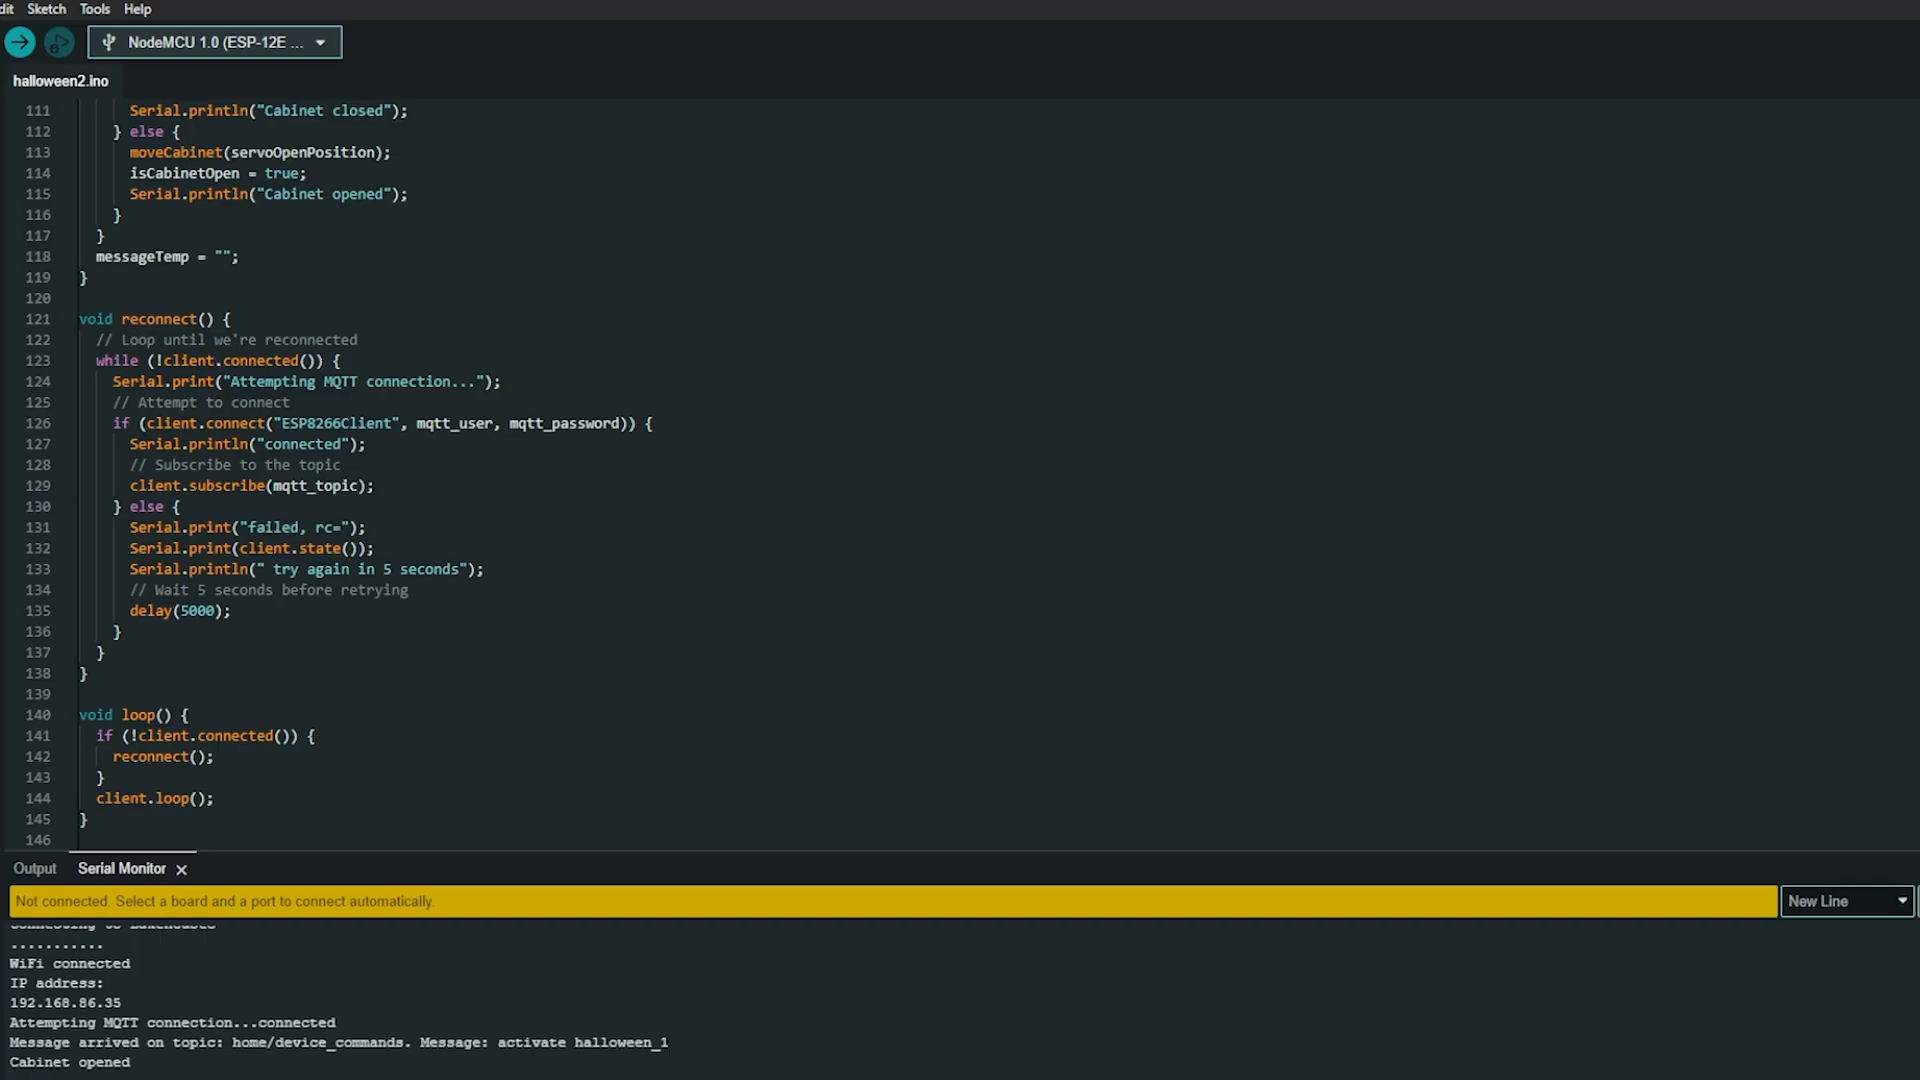 dit Sketch Tools Help
NodeMCU 1.0 (ESP-12E ...
halloween2.ino
111 Serial.println("Cabinet closed");
112 } else {
113 moveCabinet(servoOpenPosition);
114 isCabinetOpen = true;
115 Serial.println("Cabinet opened");
116 }
117 }
118 messageTemp = "";
119 }
120
121 void reconnect() {
122 // Loop until we're reconnected
123 while (!client.connected()) {
124 Serial.print("Attempting MQTT connection...");
125 // Attempt to connect
126 if (client.connect("ESP8266Client", mqtt_user, mqtt_password)) {
127 Serial.println("connected");
128 // Subscribe to the topic
129 client.subscribe(mqtt_topic);
130 } else {
131 Serial.print("failed, rc=");
132 Serial.print(client.state());
133 Serial.println(" try again in 5 seconds");
134 // Wait 5 seconds before retrying
135 delay(5000);
136 }
137 }
138 }
139
140 void loop() {
141 if (!client.connected()) {
142 reconnect();
143 }
144 client.loop();
145 }
146
Output Serial Monitor
Not connected. Select a board and a port to connect automatically. New Line
Connecting to
...........
WiFi connected
IP address:
192.168.86.35
Attempting MQTT connection...connected
Message arrived on topic: home/device_commands. Message: activate halloween_1
Cabinet opened